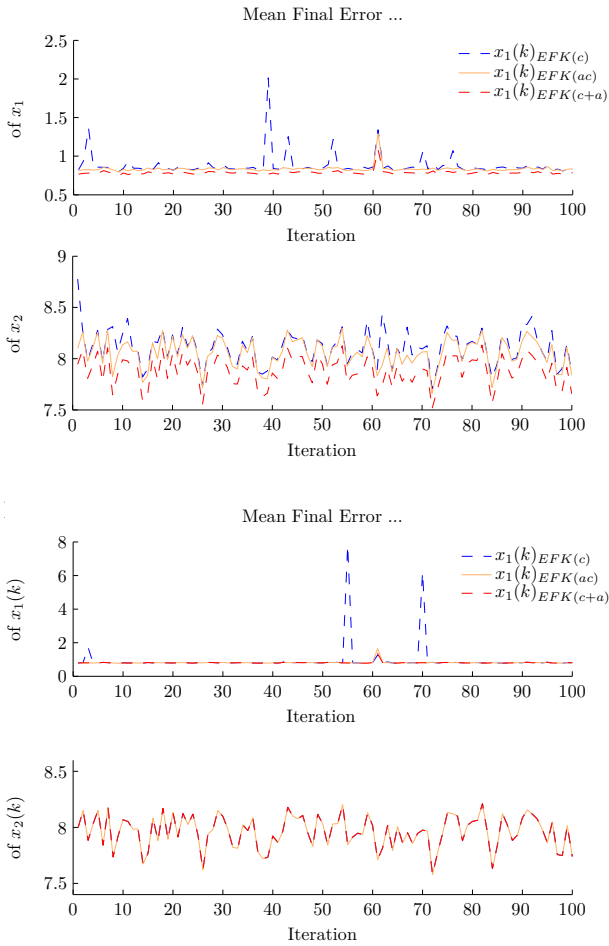 Mean Final Error ...
2.5
2
1.5
1
0.5
of x₁
x₁(k)EFK(c)
x₁(k)EFK(ac)
x₁(k)EFK(c+a)
0 10 20 30 40 50 60 70 80 90 100
Iteration
9
8.5
8
7.5
of x₂
0 10 20 30 40 50 60 70 80 90 100
Iteration
Mean Final Error ...
8
6
4
2
0
of x₁(k)
x₁(k)EFK(c)
x₁(k)EFK(ac)
x₁(k)EFK(c+a)
0 10 20 30 40 50 60 70 80 90 100
Iteration
8.5
8
7.5
of x₂(k)
0 10 20 30 40 50 60 70 80 90 100
Iteration